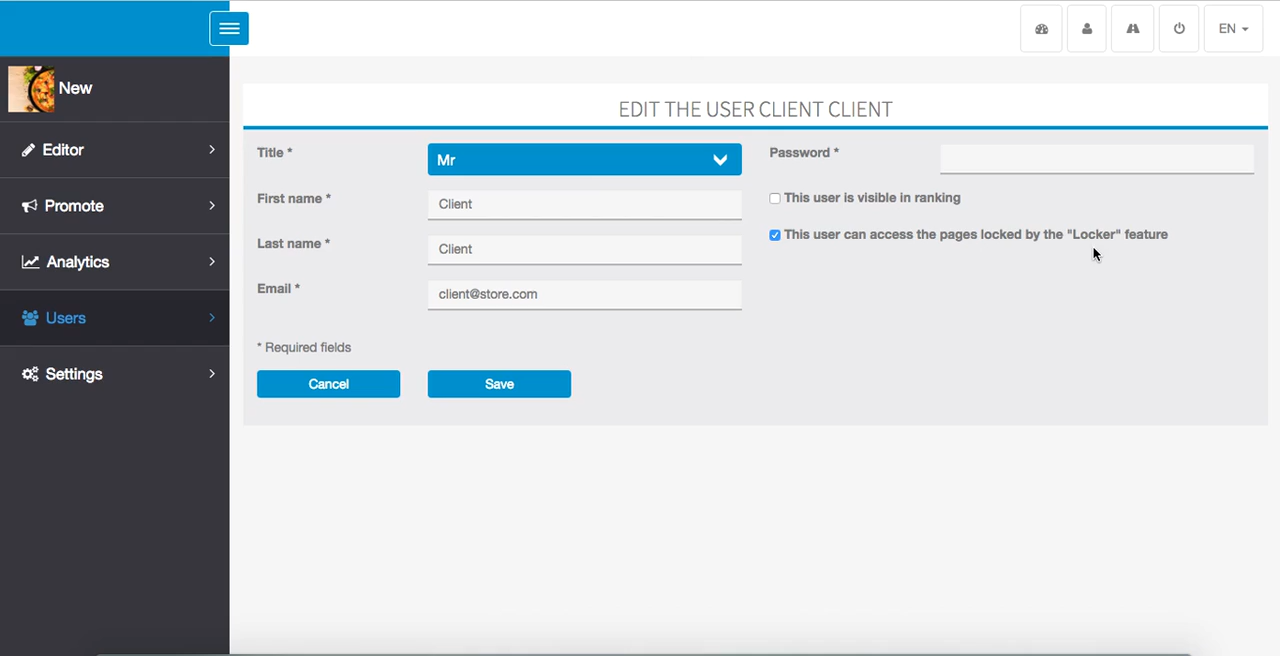 EN
New
Editor
Promote
Analytics
Users
Settings
EDIT THE USER CLIENT CLIENT
Title *
Mr
First name *
Client
Last name *
Client
Email *
client@store.com
Password *
This user is visible in ranking
This user can access the pages locked by the "Locker" feature
* Required fields
Cancel
Save